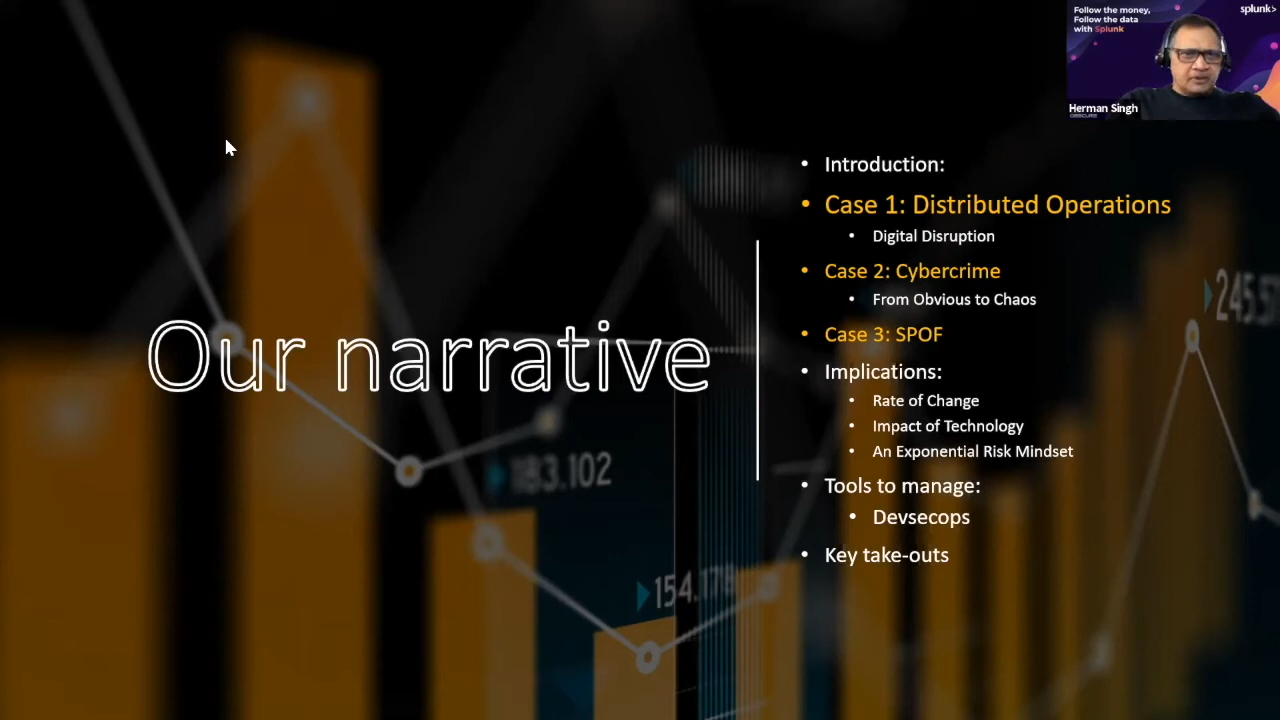 Follow the money,
Follow the data
with Splunk
splunk>
Herman Singh
OBSCURE
Our narrative
• Introduction:
• Case 1: Distributed Operations
• Digital Disruption
• Case 2: Cybercrime
• From Obvious to Chaos
• Case 3: SPOF
• Implications:
• Rate of Change
• Impact of Technology
• An Exponential Risk Mindset
• Tools to manage:
• Devsecops
• Key take-outs
183.102